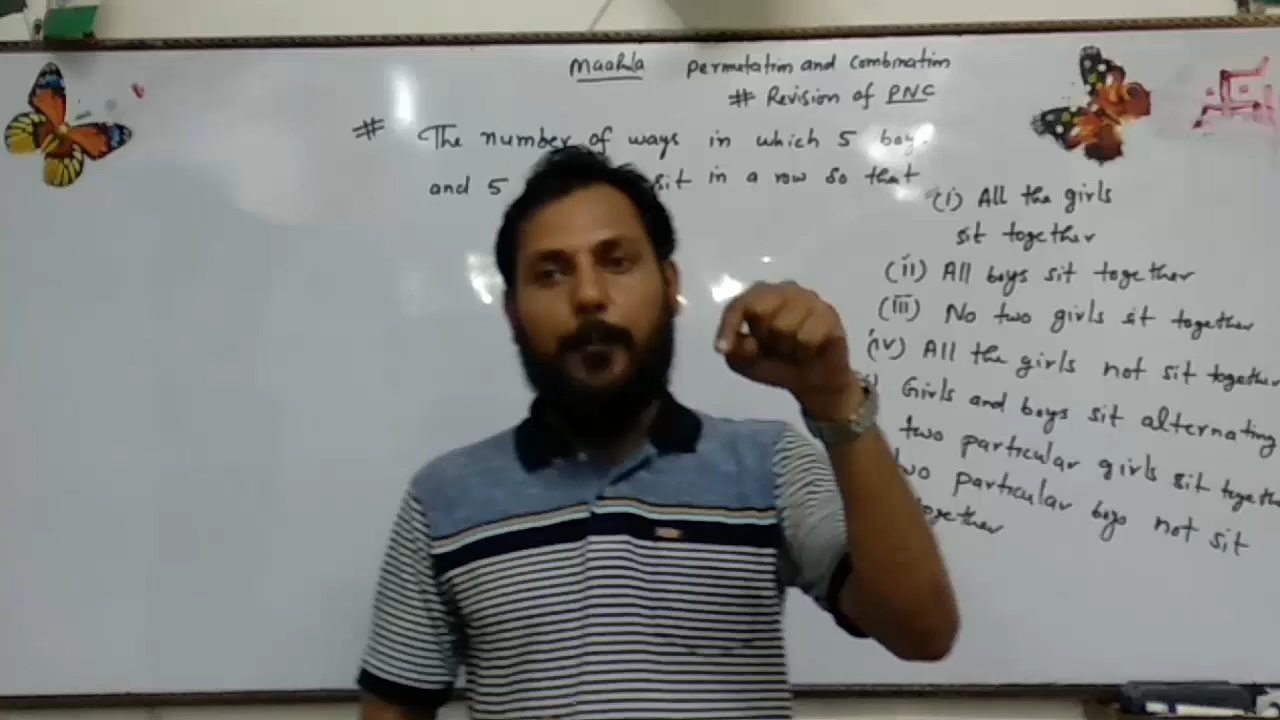 Maahla Permutation and Combination
# Revision of PNC
# The number of ways in which 5 boy
and 5 sit in a row so that
(i) All the girls
sit together
(ii) All boys sit together
(iii) No two girls sit together
(iv) All the girls not sit together
Girls and boys sit alternating
two particular girls sit togeth
two particular boys not sit
together